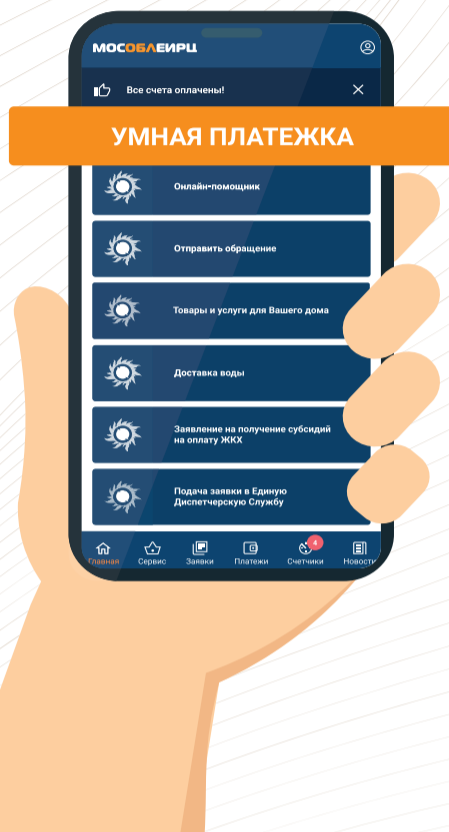 МОСОБЛЕИРЦ
Все счета оплачены!
УМНАЯ ПЛАТЕЖКА
Онлайн-помощник
Отправить обращение
Товары и услуги для Вашего дома
Доставка воды
Заявление на получение субсидий
на оплату ЖКХ
Подача заявки в Единую
Диспетчерскую Службу
4
Главная Сервис Заявки Платежи Счетчики Новости